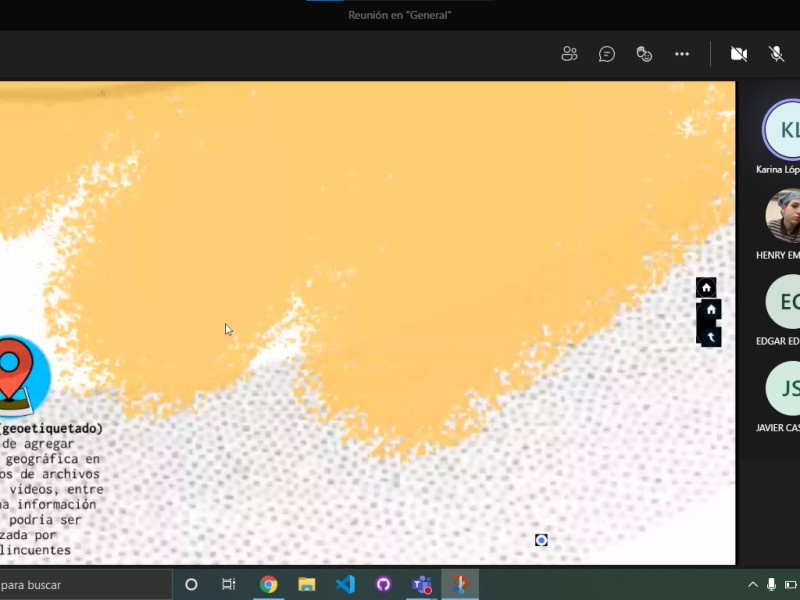 Reunión en "General"
KL
Karina Lóp
HENRY EM
EC
EDGAR ED
JS
JAVIER CAS
(geoetiquetado)
de agregar
geográfica en
os de archivos
videos, entre
na información
podría ser
zada por
lincuentes
para buscar